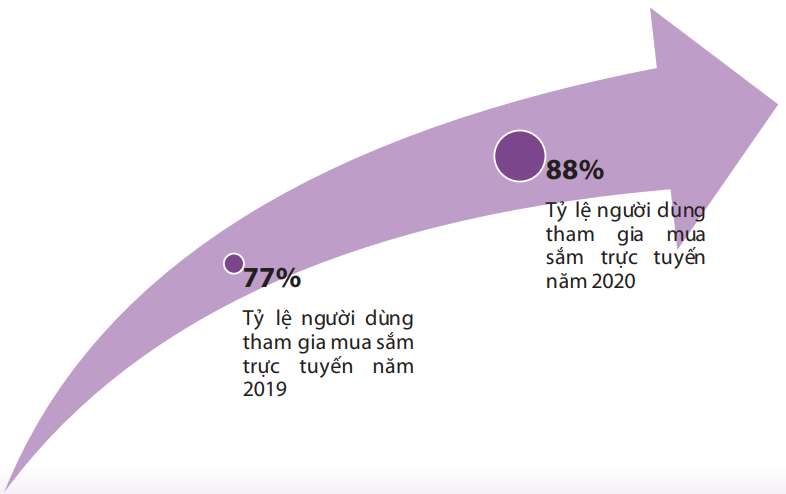 88%
Tỷ lệ người dùng
tham gia mua
sắm trực tuyến
năm 2020
77%
Tỷ lệ người dùng
tham gia mua sắm
trực tuyến năm
2019